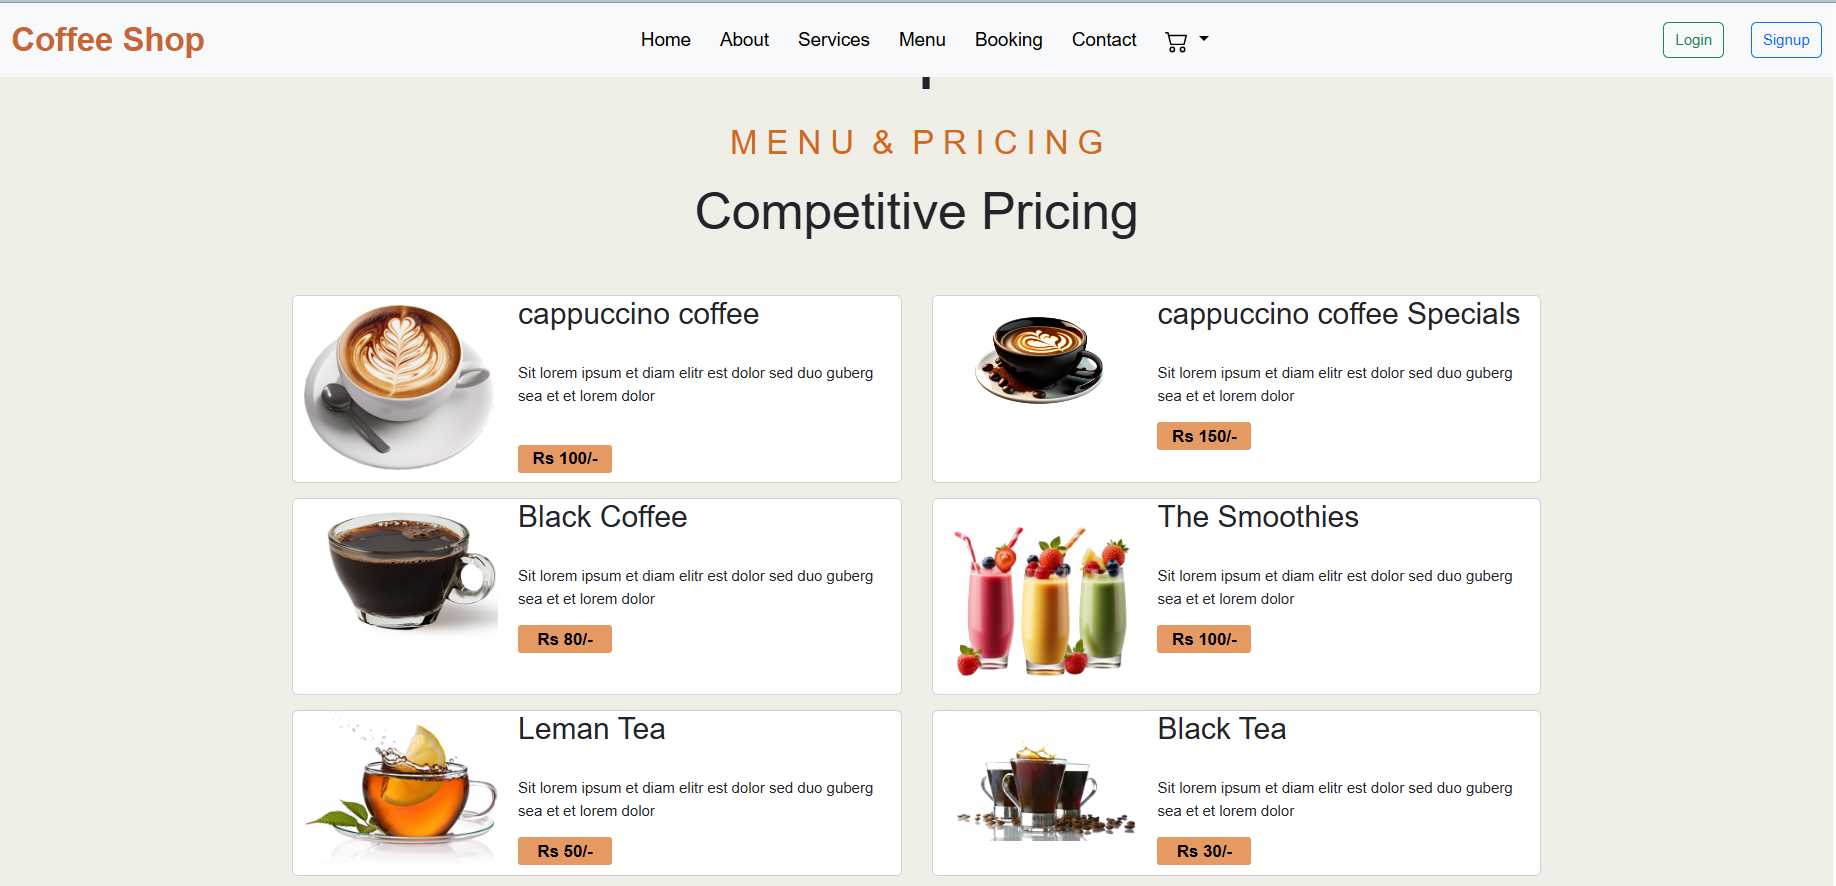 Coffee Shop
Home About Services Menu Booking Contact
Login Signup
MENU & PRICING
Competitive Pricing
cappuccino coffee
Sit lorem ipsum et diam elitr est dolor sed duo guberg
sea et et lorem dolor
Rs 100/-
cappuccino coffee Specials
Sit lorem ipsum et diam elitr est dolor sed duo guberg
sea et et lorem dolor
Rs 150/-
Black Coffee
Sit lorem ipsum et diam elitr est dolor sed duo guberg
sea et et lorem dolor
Rs 80/-
The Smoothies
Sit lorem ipsum et diam elitr est dolor sed duo guberg
sea et et lorem dolor
Rs 100/-
Leman Tea
Sit lorem ipsum et diam elitr est dolor sed duo guberg
sea et et lorem dolor
Rs 50/-
Black Tea
Sit lorem ipsum et diam elitr est dolor sed duo guberg
sea et et lorem dolor
Rs 30/-